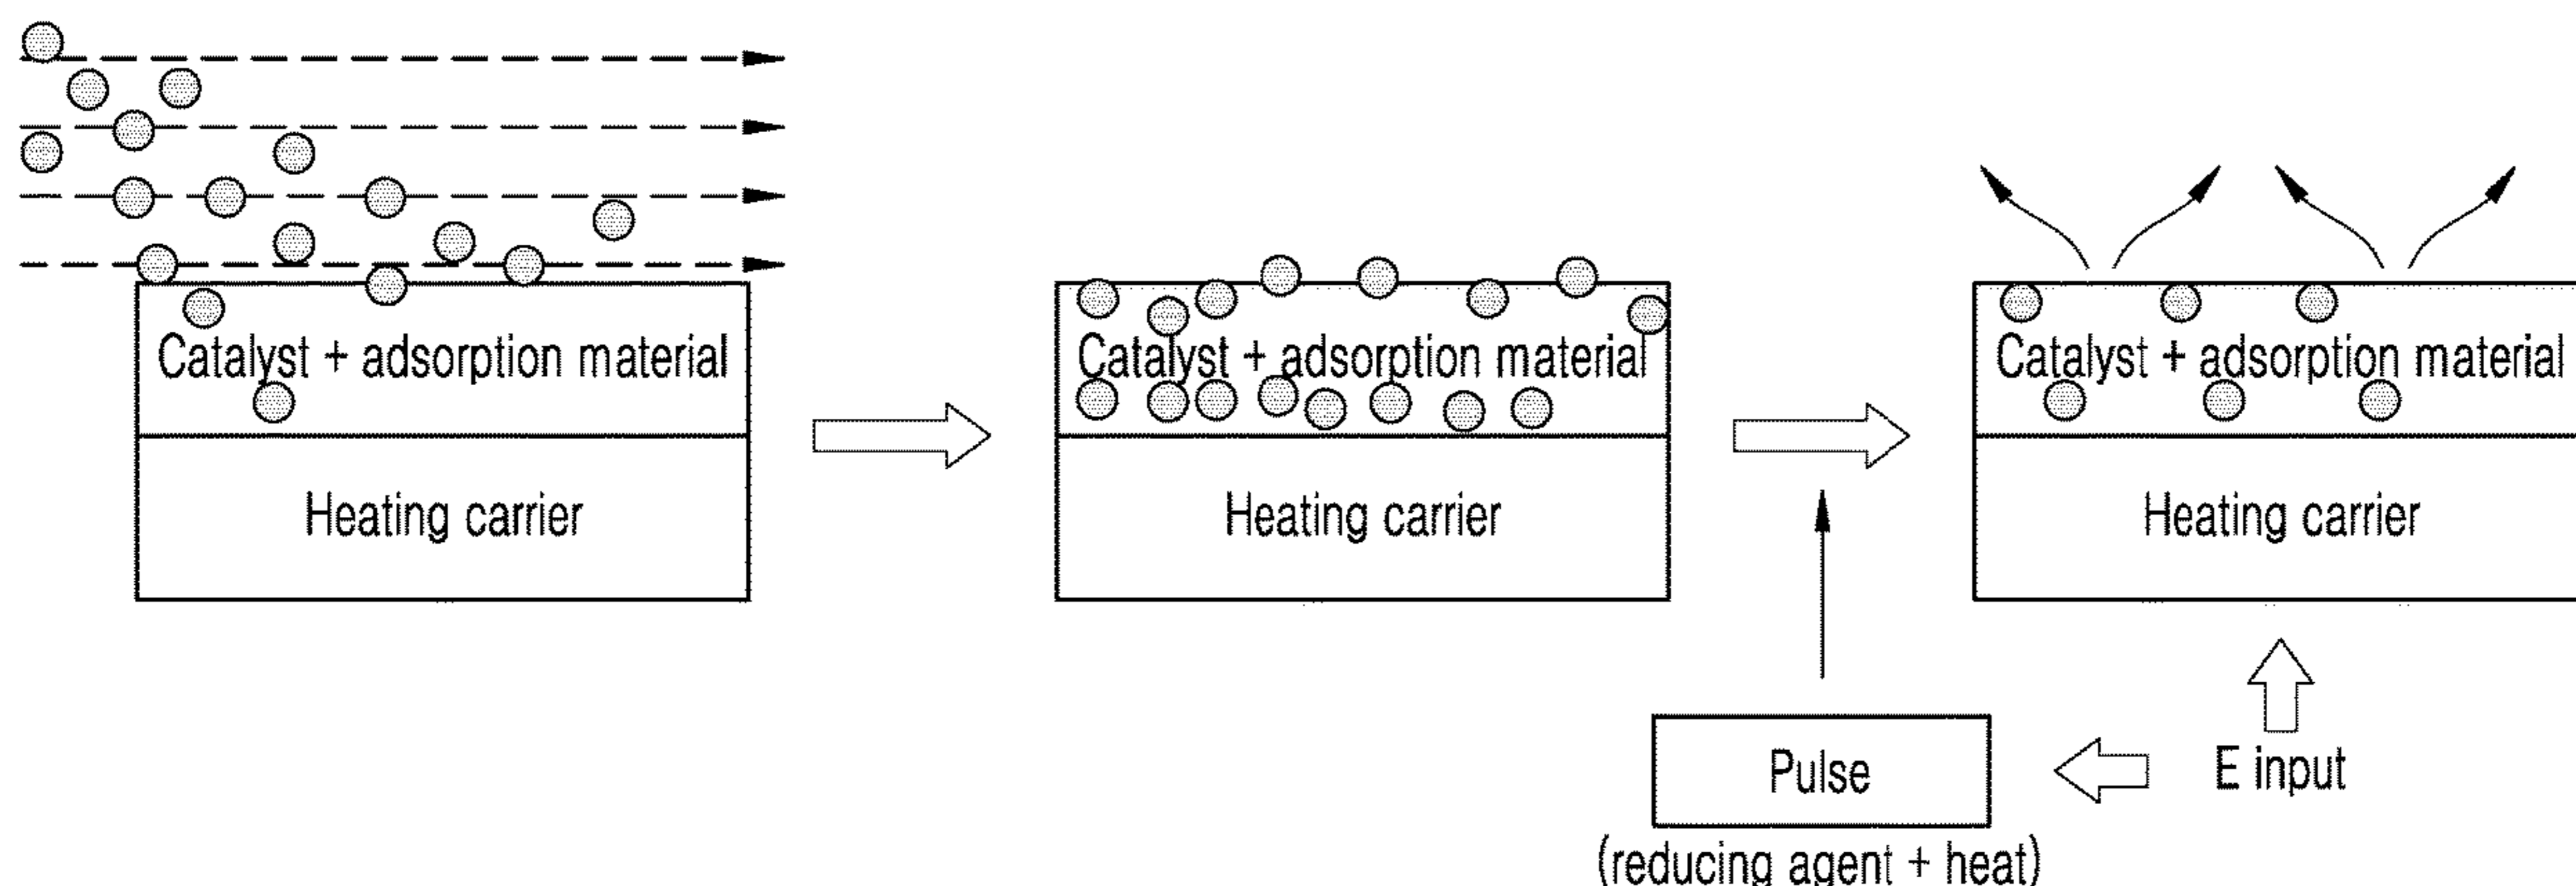 Catalyst + adsorption material
Heating carrier
Catalyst + adsorption material
Heating carrier
Catalyst + adsorption material
Heating carrier
Pulse
(reducing agent + heat)
E input